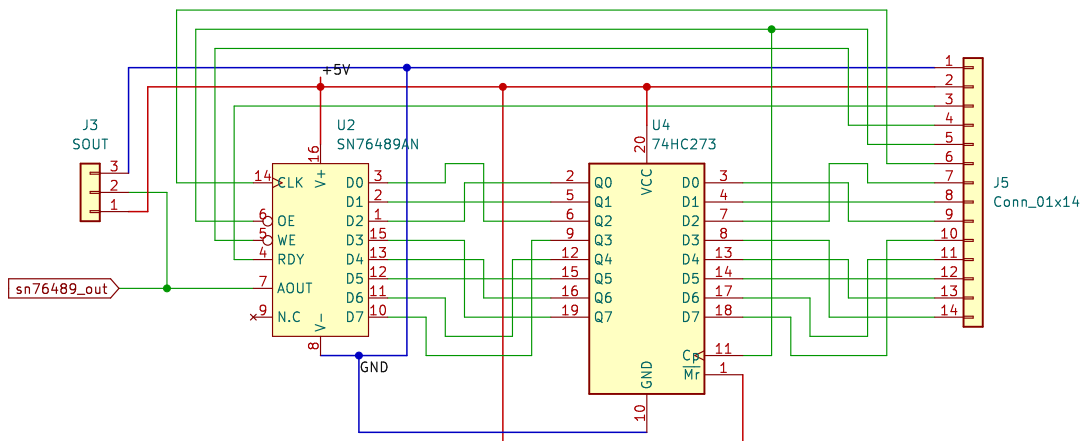 +5V
J3
SOUT
3
2
1
sn76489_out
U2
SN76489AN
16
V+
14
CLK
6
OE
5
WE
4
RDY
7
AOUT
9
N.C
8
V-
D0
3
D1
2
D2
1
D3
15
D4
13
D5
12
D6
11
D7
10
GND
U4
74HC273
20
VCC
2
Q0
5
Q1
6
Q2
9
Q3
12
Q4
15
Q5
16
Q6
19
Q7
D0
3
D1
4
D2
7
D3
8
D4
13
D5
14
D6
17
D7
18
Cp
11
Mr
1
GND
10
1
2
3
4
5
6
7
8
9
10
11
12
13
14
J5
Conn_01x14